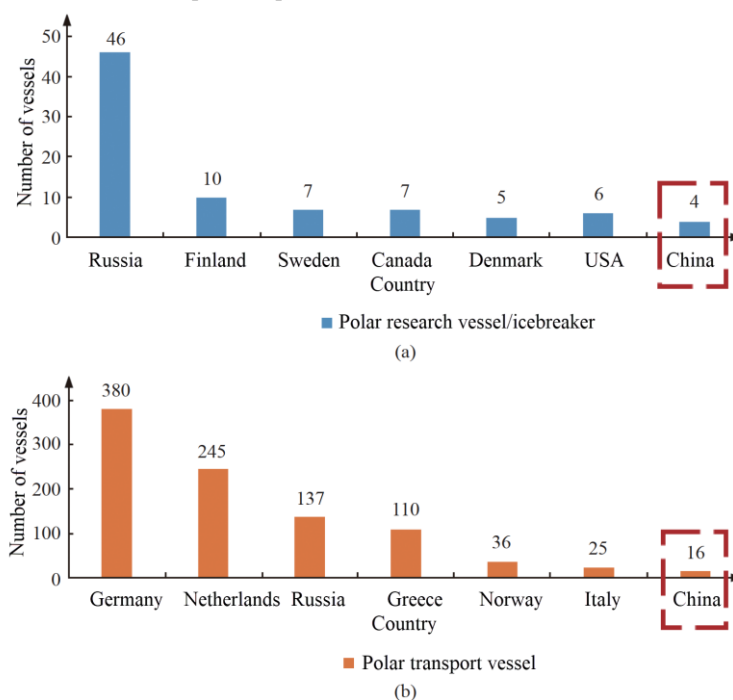 50
46
40
30
20
10
0
10
7
7
5
6
4
Number of vessels
Russia Finland Sweden Canada Denmark USA China
Country
Polar research vessel/icebreaker
(a)
400
380
300
245
200
137
110
100
36
25
16
0
Number of vessels
Germany Netherlands Russia Greece Norway Italy China
Country
Polar transport vessel
(b)